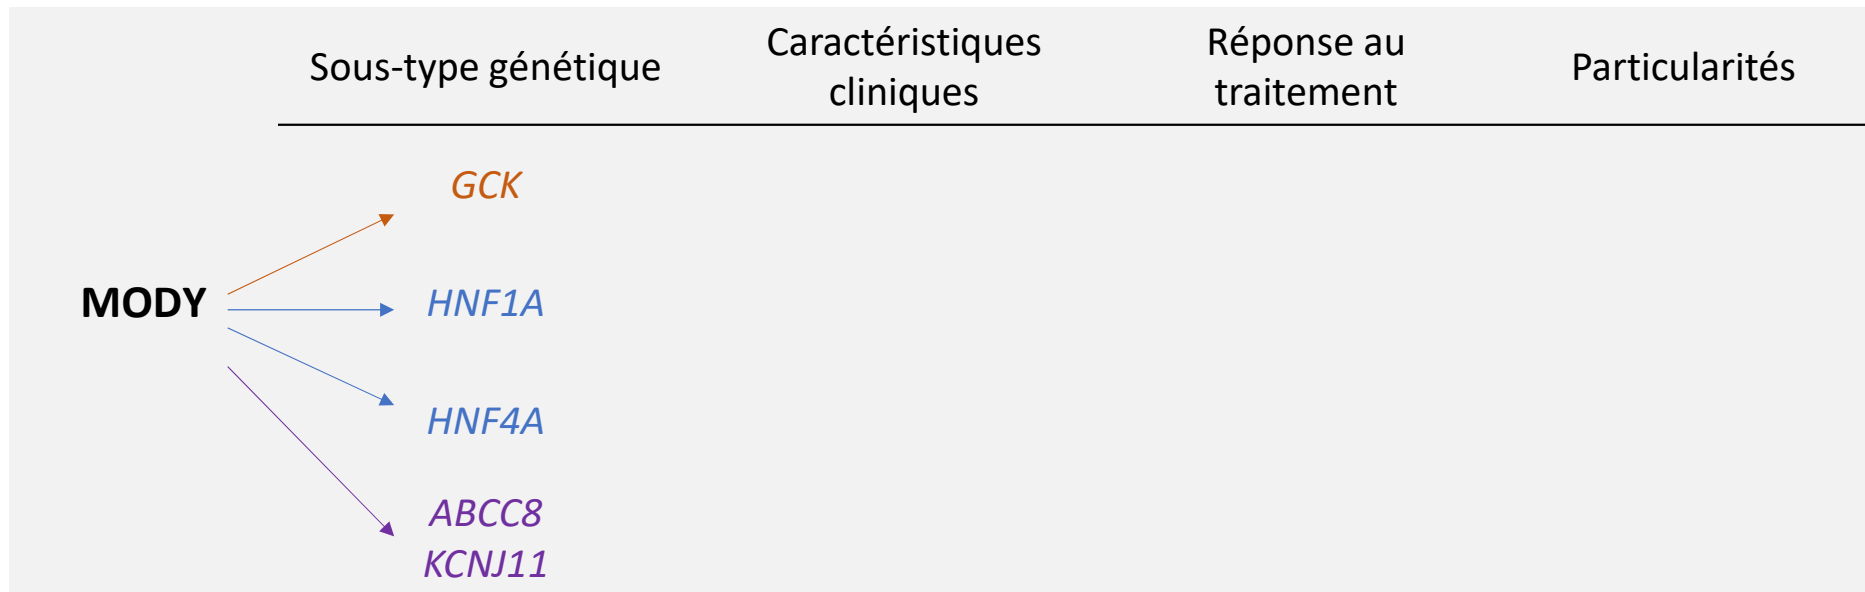 Sous-type génétique
Caractéristiques
cliniques
Réponse au
traitement
Particularités
MODY
GCK
HNF1A
HNF4A
ABCC8
KCNJ11